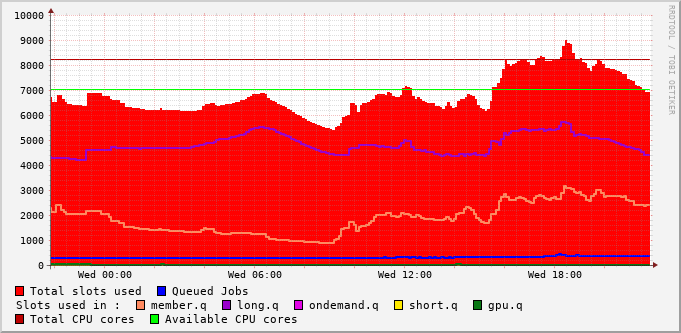 10000
9000
8000
7000
6000
5000
4000
3000
2000
1000
0
Wed 00:00 Wed 06:00 Wed 12:00 Wed 18:00
RRDTOOL / TOBI OETIKER
Total slots used Queued Jobs
Slots used in : member.q long.q ondemand.q short.q gpu.q
Total CPU cores Available CPU cores